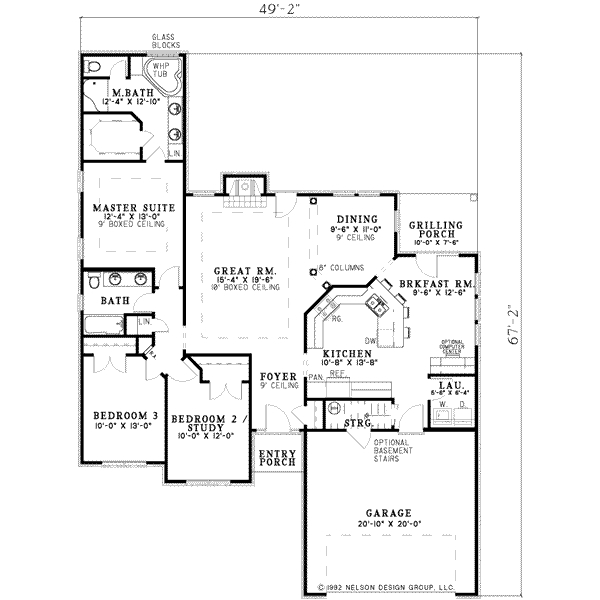 49'-2"
GLASS
BLOCKS
WHP
TUB
M.BATH
12'-4" X 12'-10"
LIN.
MASTER SUITE
12'-4" X 13'-0"
9' BOXED CEILING
DINING
9'-6" X 11'-0"
9' CEILING
GRILLING
PORCH
10'-0" X 7'-6"
GREAT RM.
15'-4" X 19'-6"
10' BOXED CEILING
8" COLUMNS
BRKFAST RM.
9'-6" X 12'-6"
BATH
LIN.
RG.
DW.
67'-2"
OPTIONAL
COMPUTER
CENTER
KITCHEN
10'-8" X 13'-8"
FOYER
9' CEILING
PAN.
REF.
LAU.
5'-8" X 6'-4"
W.
D.
BEDROOM 3
10'-0" X 13'-0"
BEDROOM 2 /
STUDY
10'-0" X 12'-0"
STRG.
ENTRY
PORCH
OPTIONAL
BASEMENT
STAIRS
GARAGE
20'-10" X 20'-0"
©1992 NELSON DESIGN GROUP, LLC.